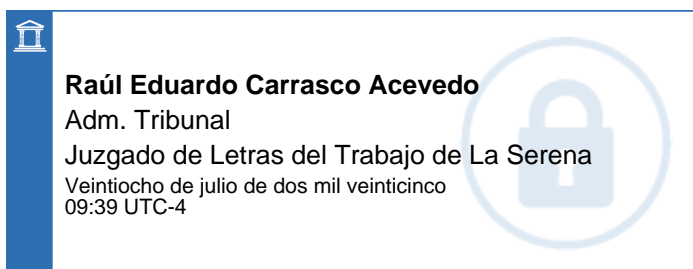 Raúl Eduardo Carrasco Acevedo
Adm. Tribunal
Juzgado de Letras del Trabajo de La Serena
Veintiocho de julio de dos mil veinticinco
09:39 UTC-4